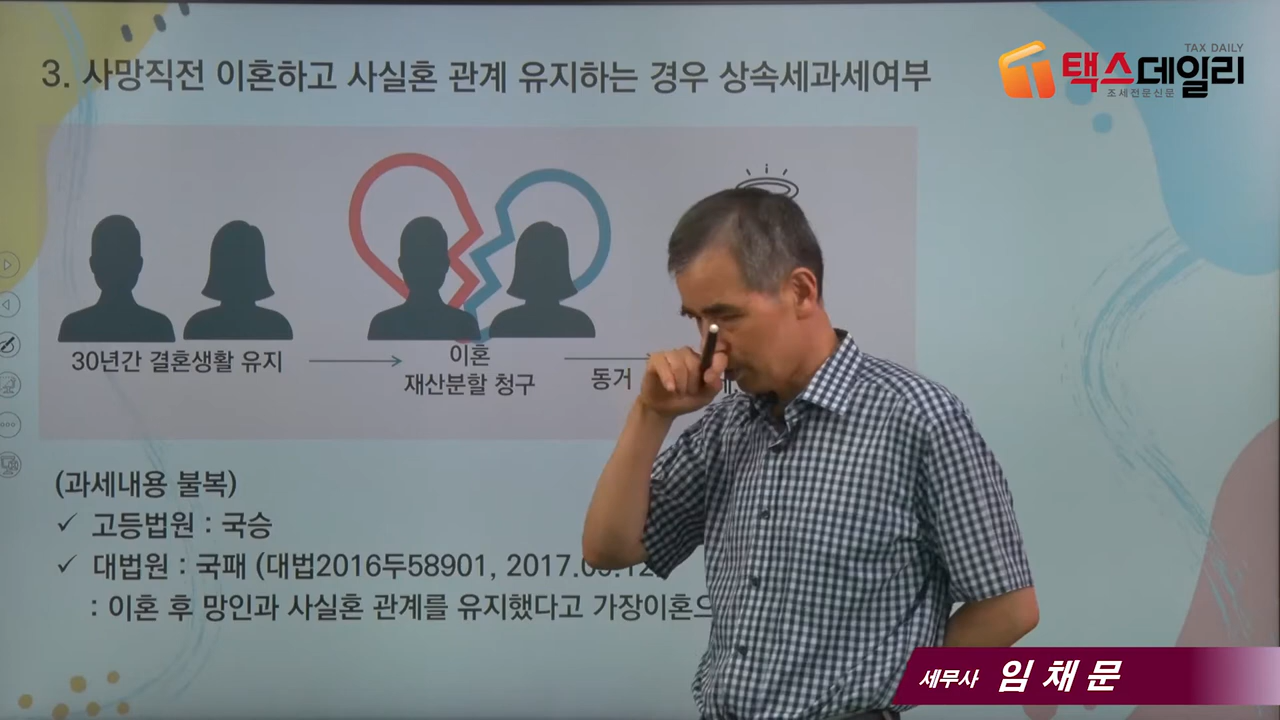 3. 사망직전 이혼하고 사실혼 관계 유지하는 경우 상속세과세여부
TAX DAILY
택스데일리
조세전문신문
30년간 결혼생활 유지
이혼
재산분할 청구
동거
(과세내용 불복)
✓ 고등법원 : 국승
✓ 대법원 : 국패 (대법2016두58901, 2017.
: 이혼 후 망인과 사실혼 관계를 유지했다고 가장이혼으
세무사 임채문